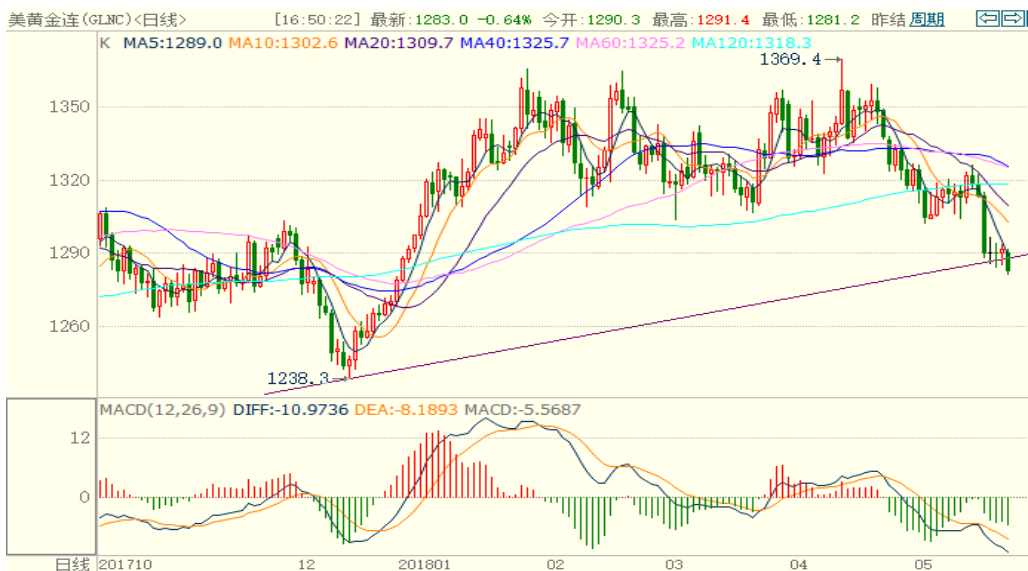 美黄金连(GLNC)<日线> [16:50:22] 最新:1283.0 -0.64% 今开:1290.3 最高:1291.4 最低:1281.2 昨结 周期
K MA5:1289.0 MA10:1302.6 MA20:1309.7 MA40:1325.7 MA60:1325.2 MA120:1318.3
1369.4
1350
1320
1290
1260
1238.3
MACD(12,26,9) DIFF:-10.9736 DEA:-8.1893 MACD:-5.5687
12
0
日线 201710 12 201801 02 03 04 05